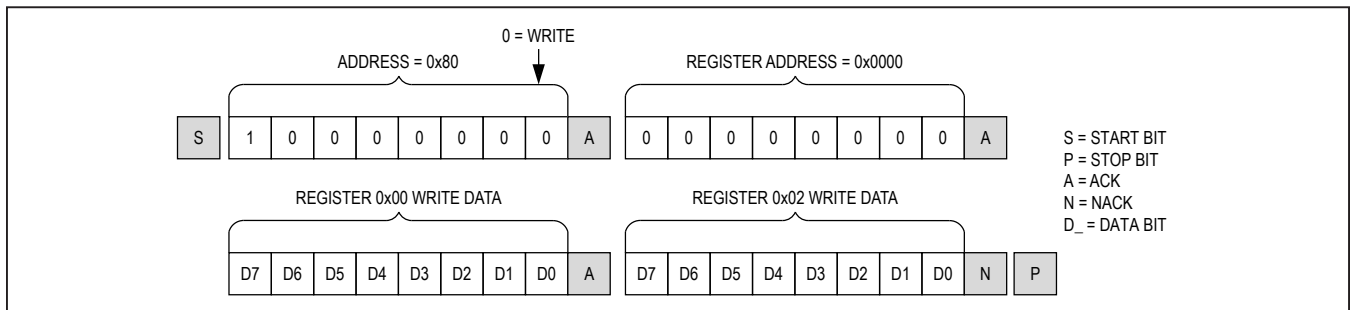 0 = WRITE
ADDRESS = 0x80 REGISTER ADDRESS = 0x0000
S 1 0 0 0 0 0 0 0 A 0 0 0 0 0 0 0 0 A
REGISTER 0x00 WRITE DATA REGISTER 0x02 WRITE DATA
D7 D6 D5 D4 D3 D2 D1 D0 A D7 D6 D5 D4 D3 D2 D1 D0 N P
S = START BIT
P = STOP BIT
A = ACK
N = NACK
D_ = DATA BIT